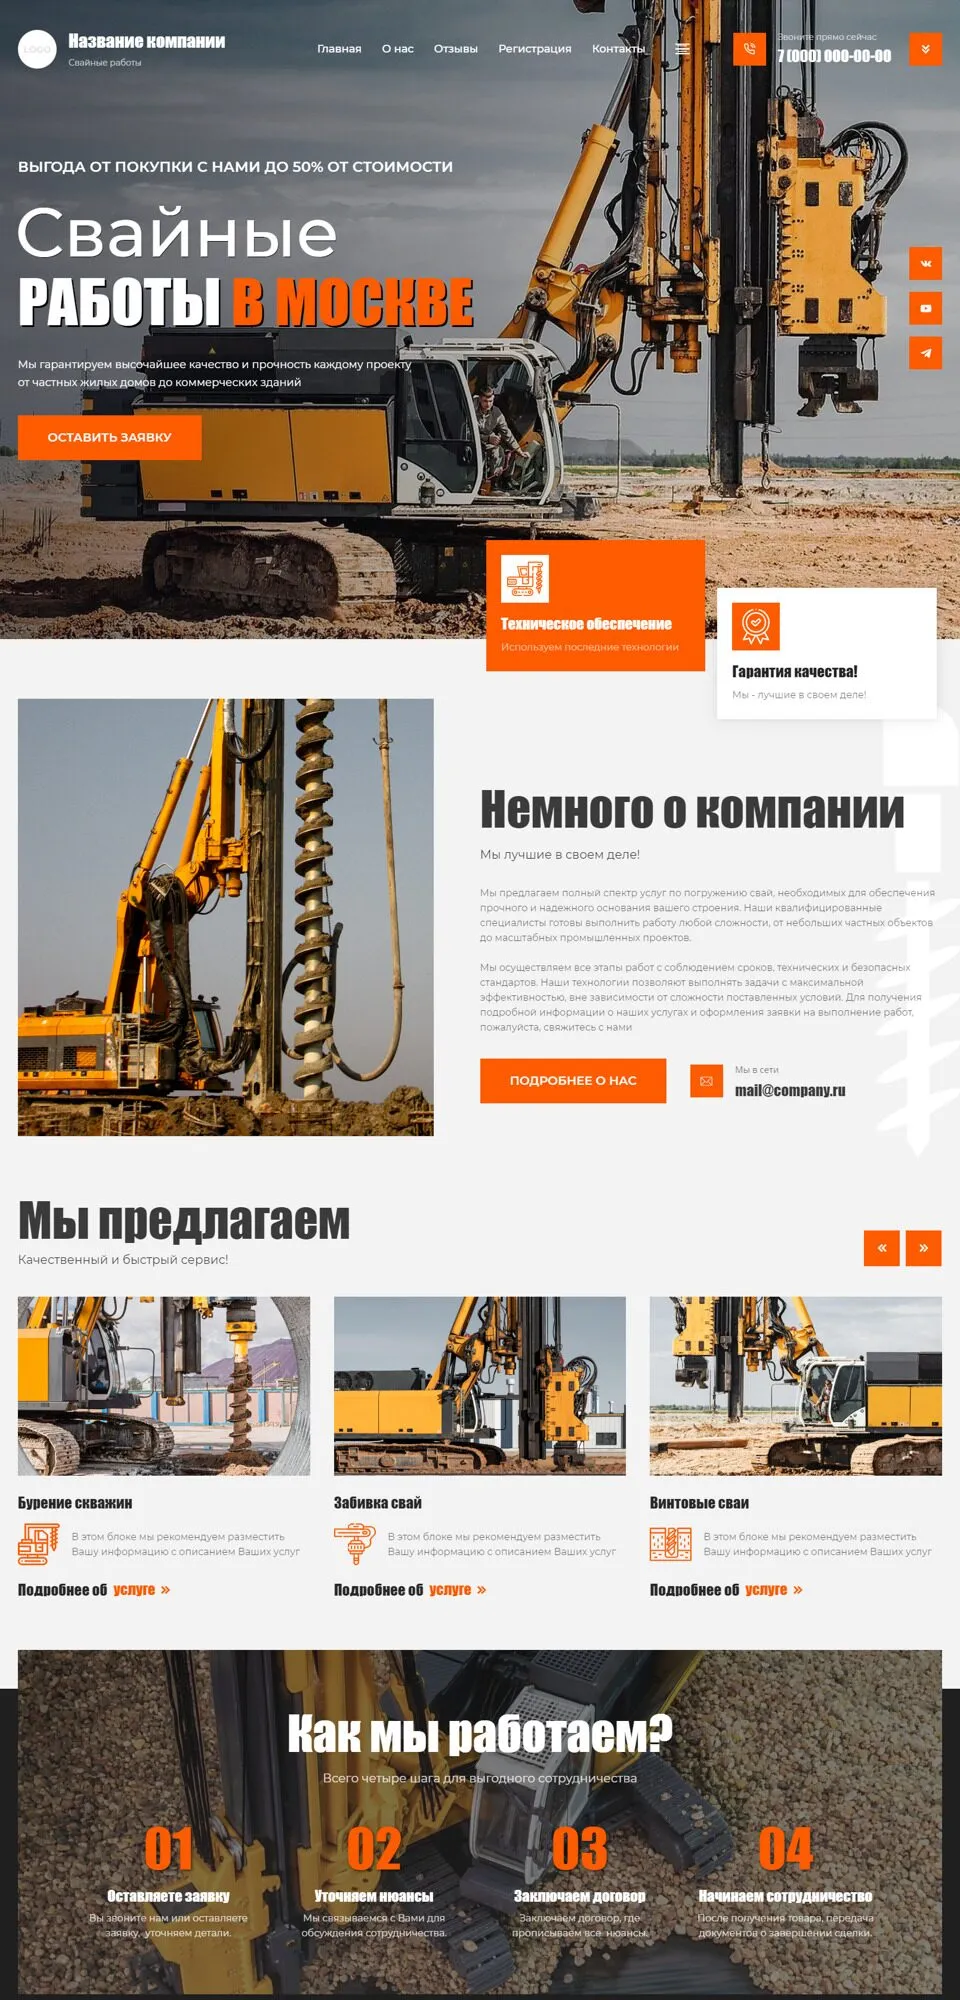 LOGO
Название компании
Свайные работы
Главная
О нас
Отзывы
Регистрация
Контакты
Звоните прямо сейчас
7 (000) 000-00-00
ВЫГОДА ОТ ПОКУПКИ С НАМИ ДО 50% ОТ СТОИМОСТИ
Свайные
РАБОТЫ В МОСКВЕ
Мы гарантируем высочайшее качество и прочность каждому проекту
от частных жилых домов до коммерческих зданий
ОСТАВИТЬ ЗАЯВКУ
Техническое обеспечение
Используем последние технологии
Гарантия качества!
Мы - лучшие в своем деле!
Немного о компании
Мы лучшие в своем деле!
Мы предлагаем полный спектр услуг по погружению свай, необходимых для обеспечения
прочного и надежного основания вашего строения. Наши квалифицированные
специалисты готовы выполнить работу любой сложности, от небольших частных объектов
до масштабных промышленных проектов.
Мы осуществляем все этапы работ с соблюдением сроков, технических и безопасных
стандартов. Наши технологии позволяют выполнять задачи с максимальной
эффективностью, вне зависимости от сложности поставленных условий. Для получения
подробной информации о наших услугах и оформления заявки на выполнение работ,
пожалуйста, свяжитесь с нами
ПОДРОБНЕЕ О НАС
Мы в сети
mail@company.ru
Мы предлагаем
Качественный и быстрый сервис!
Бурение скважин
В этом блоке мы рекомендуем разместить
Вашу информацию с описанием Ваших услуг
Подробнее об услуге »
Забивка свай
В этом блоке мы рекомендуем разместить
Вашу информацию с описанием Ваших услуг
Подробнее об услуге »
Винтовые сваи
В этом блоке мы рекомендуем разместить
Вашу информацию с описанием Ваших услуг
Подробнее об услуге »
Как мы работаем?
Всего четыре шага для выгодного сотрудничества
01
Оставляете заявку
Вы звоните нам или оставляете
заявку, уточняем детали.
02
Уточняем нюансы
Мы связываемся с Вами для
обсуждения сотрудничества.
03
Заключаем договор
Заключаем договор, где
прописываем все нюансы.
04
Начинаем сотрудничество
После получения товара, передача
документов о завершении сделки.